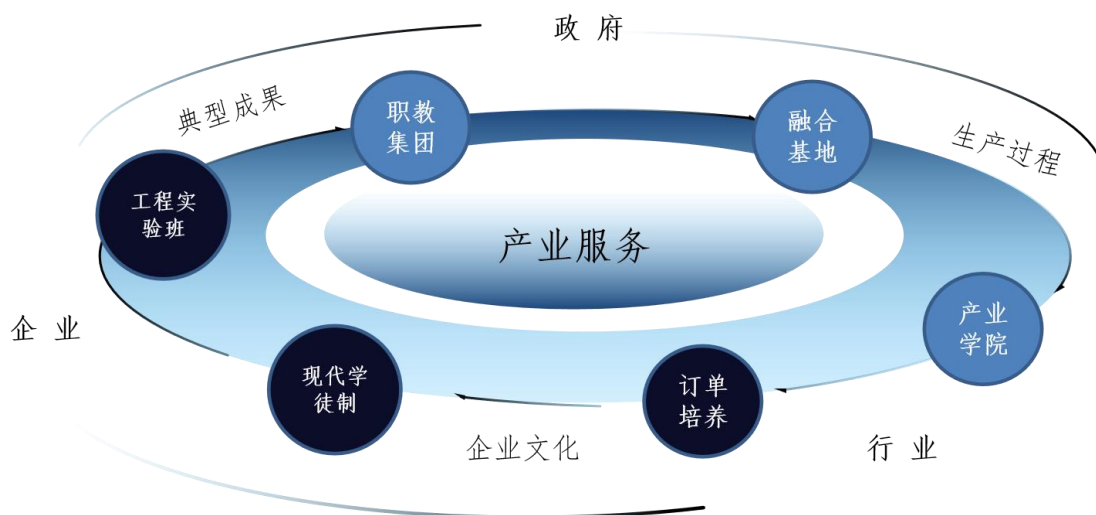 政 府
典型成果
职教
集团
融合
基地
生产过程
工程实
验班
产业服务
企 业
产业
学院
现代学
徒制
订单
培养
企业文化
行 业